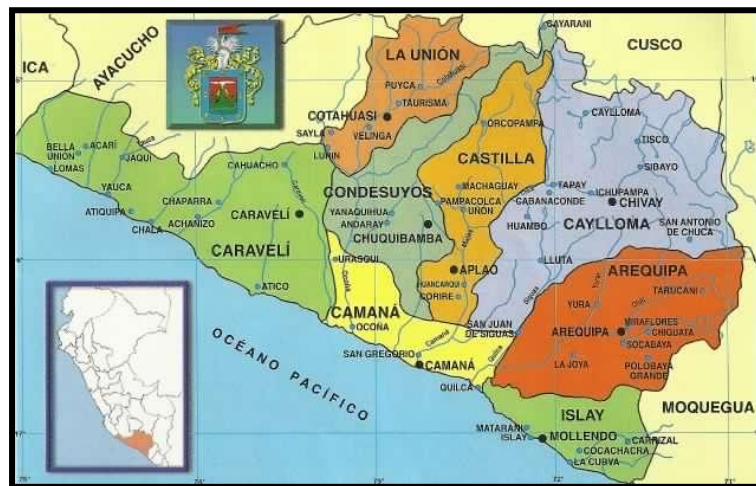 CAYARANI
CUSCO
LA UNIÓN
AYACUCHO
ICA
PUYCA
TAURISMA
COTAHUASI
SAYLA
VELINGA
ORCOPAMPA
CAYLLOMA
BELLA
UNIÓN
ACARÍ
LOMAS
JAQUI
CAHUACHO
CASTILLA
TISCO
SIBAYO
YAUCA
CHAPARRA
CONDESUYOS
MACHAGUAY
TAPAY
ICHUPAMPA
CABANACONDE
CHIVAY
ATIQUIPA
CHALA
ACHANIZO
CARAVELÍ
YANAQUIHUA
ANDARAY
PAMPACOLCA
UÑÓN
CHUQUIBAMBA
HUAMBO
CAYLLOMA
SAN ANTONIO
DE CHUCA
CARAVELÍ
URASQUI
APLAO
LLUTA
AREQUIPA
ATICO
HUANCARQUI
CORIRE
YURA
TARUCANI
CAMANÁ
OCOÑA
SAN JUAN
DE SIGUAS
AREQUIPA
MIRAFLORES
CHIGUATA
SOCABAYA
OCÉANO PACÍFICO
SAN GREGORIO
CAMANÁ
LA JOYA
POLOBAYA
GRANDE
QUILCA
ISLAY
MOQUEGUA
MATARANI
ISLAY
MOLLENDO
CARRIZAL
COCACHACRA